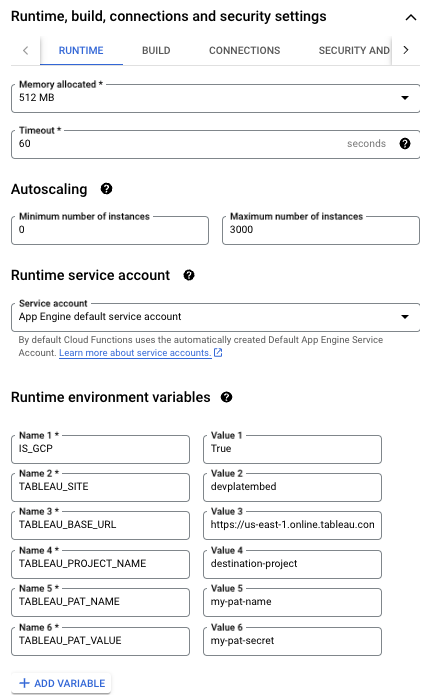 Runtime, build, connections and security settings
RUNTIME BUILD CONNECTIONS SECURITY AND
Memory allocated *
512 MB
Timeout *
60 seconds
Autoscaling
Minimum number of instances Maximum number of instances
0 3000
Runtime service account
Service account
App Engine default service account
By default Cloud Functions uses the automatically created Default App Engine Service
Account. Learn more about service accounts.
Runtime environment variables
Name 1 * Value 1
IS_GCP True
Name 2 * Value 2
TABLEAU_SITE devplatembed
Name 3 * Value 3
TABLEAU_BASE_URL https://us-east-1.online.tableau.con
Name 4 * Value 4
TABLEAU_PROJECT_NAME destination-project
Name 5 * Value 5
TABLEAU_PAT_NAME my-pat-name
Name 6 * Value 6
TABLEAU_PAT_VALUE my-pat-secret
+ ADD VARIABLE